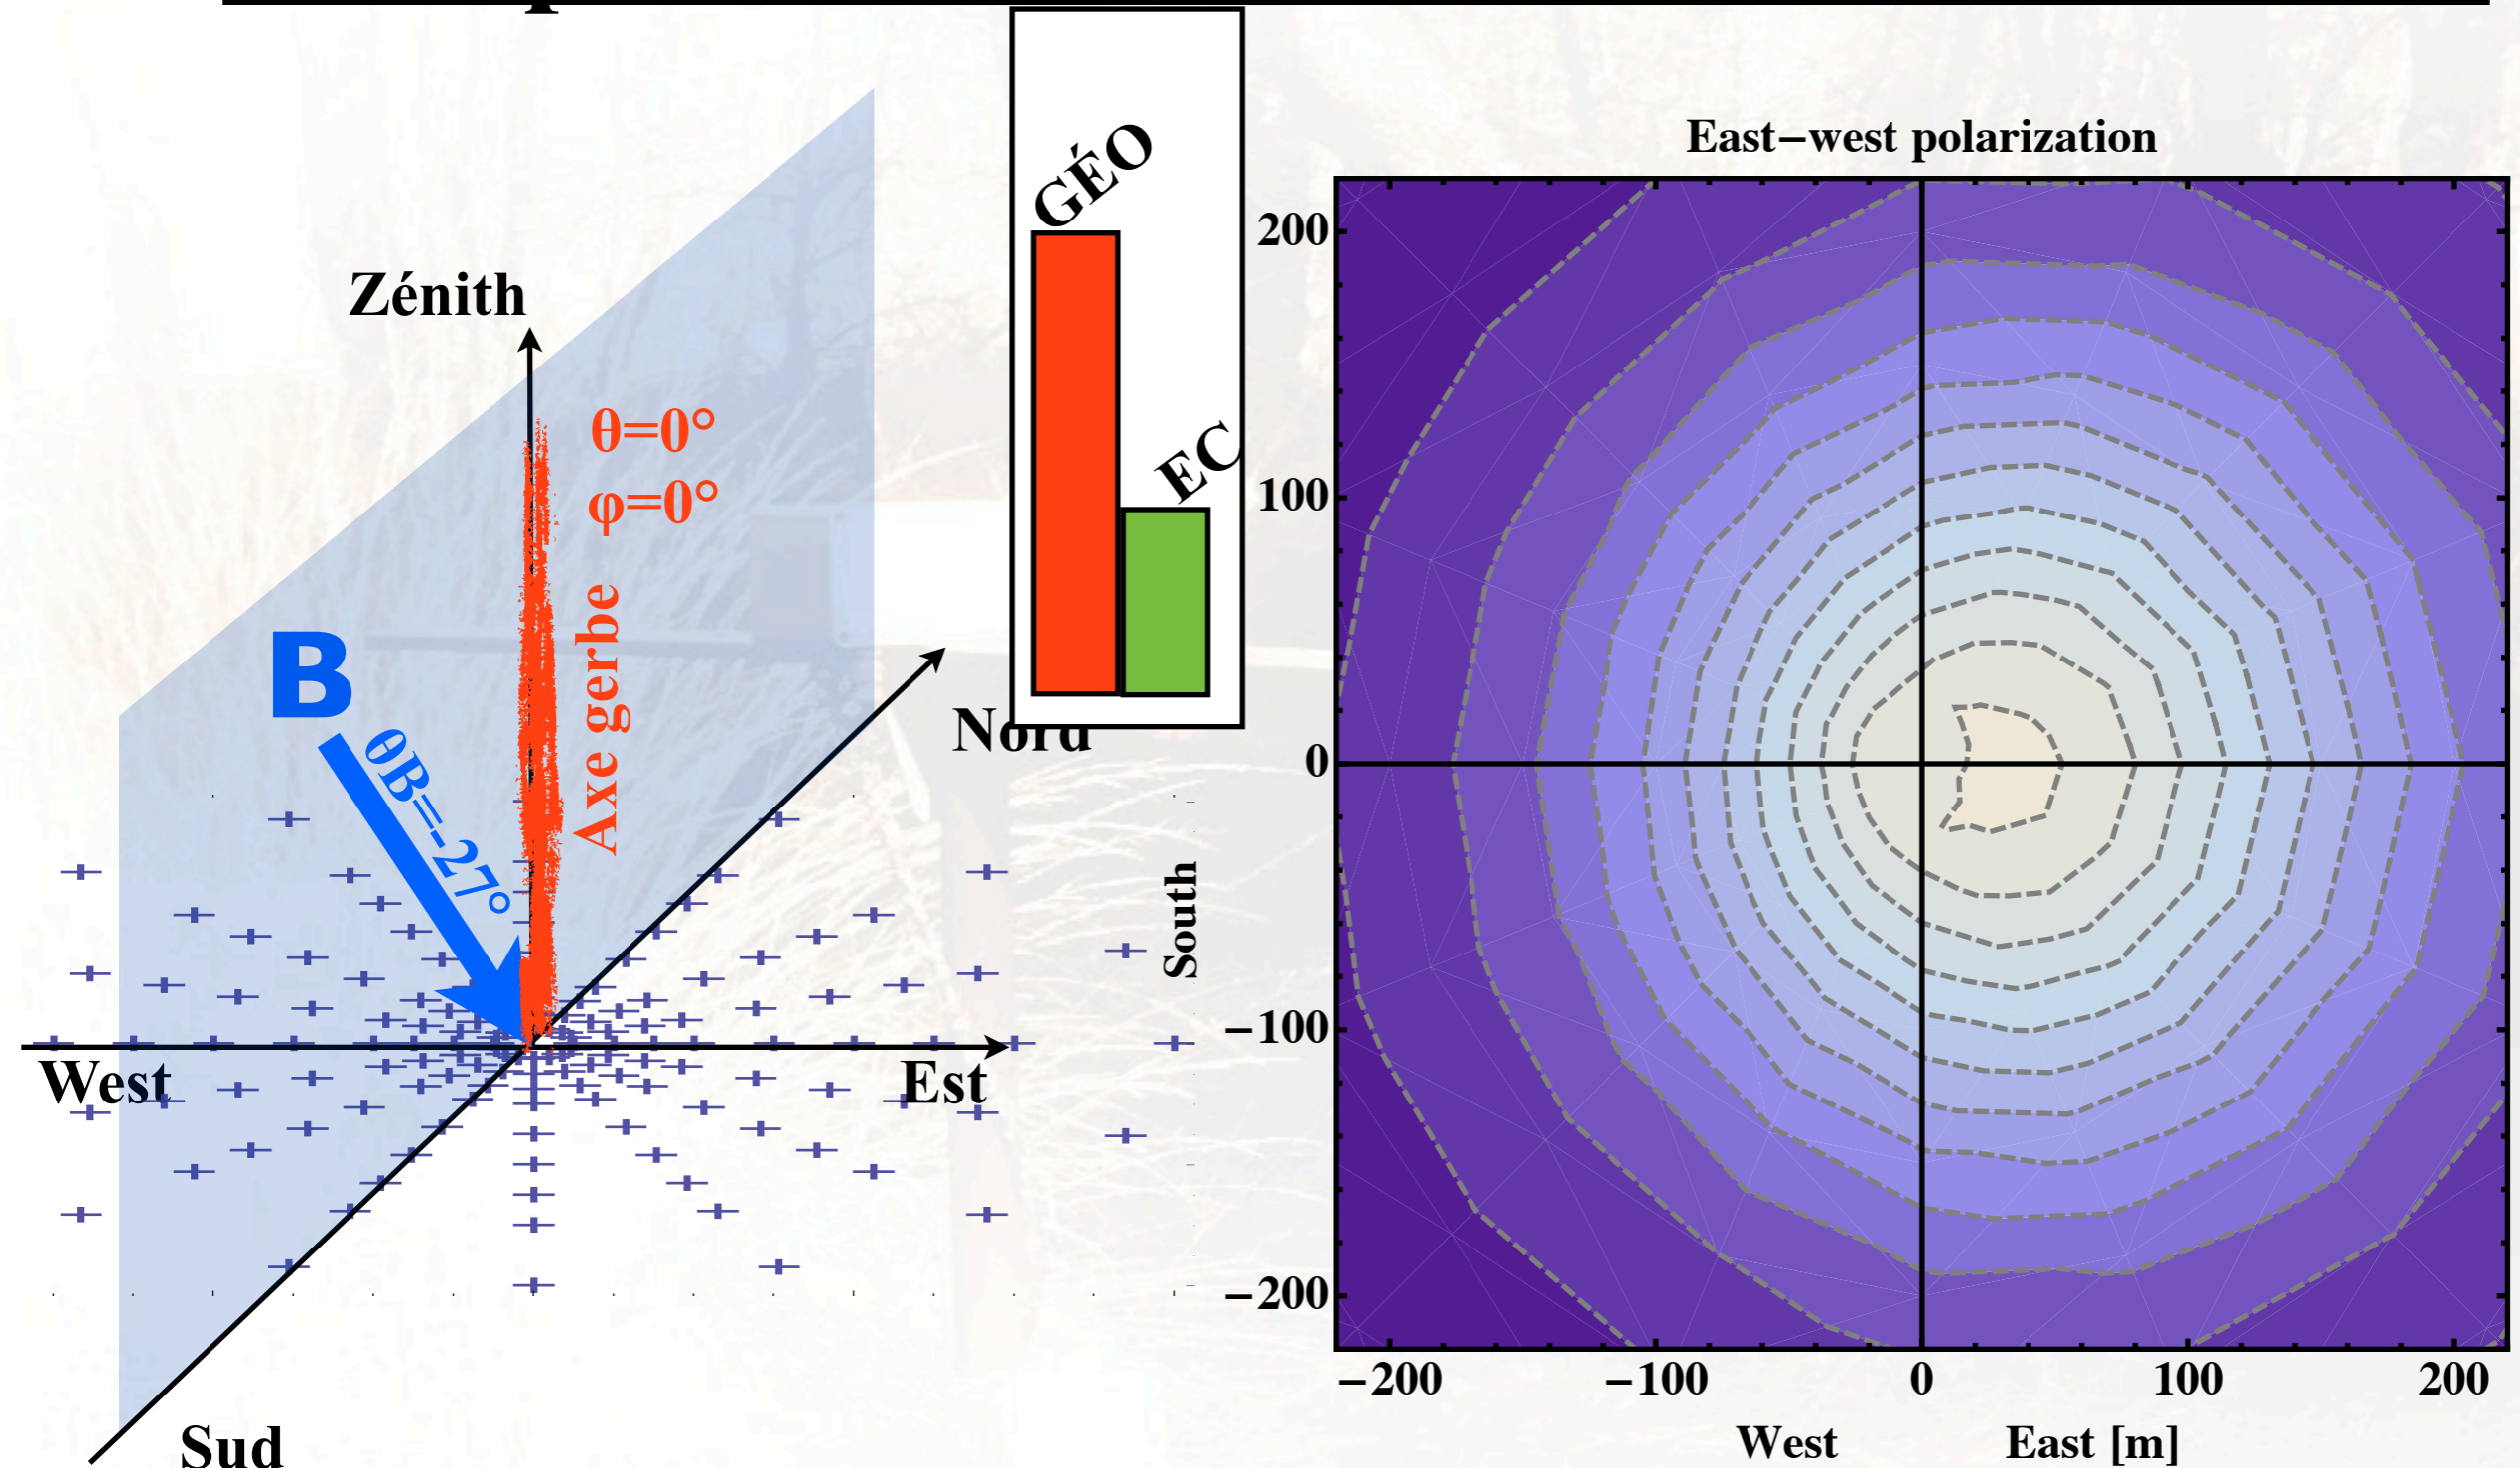 Zénith
θ=0°
φ=0°
Axe gerbe
B
θB=-27°
Nord
West
Est
Sud
GÉO
EC
East−west polarization
200
100
0
−100
−200
South
−200
−100
0
100
200
West
East [m]